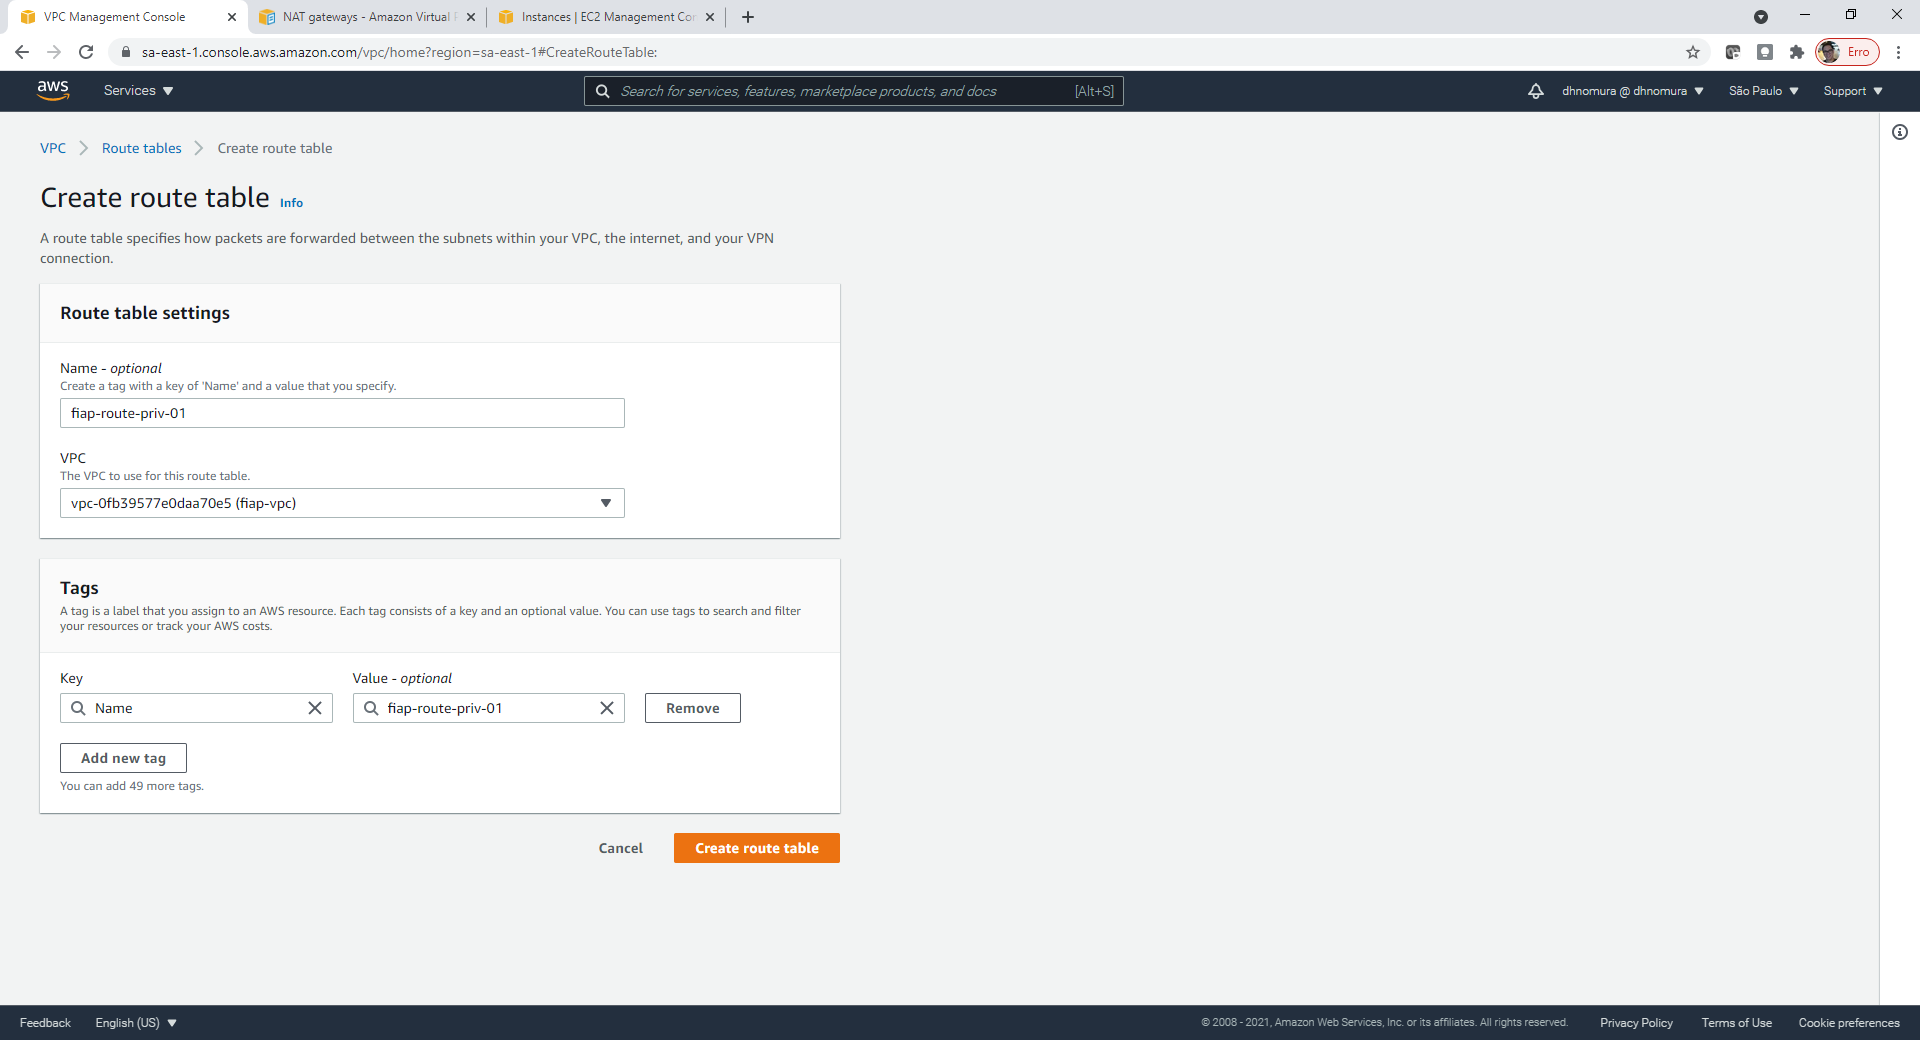 VPC Management Console
NAT gateways - Amazon Virtual P
Instances | EC2 Management Con
sa-east-1.console.aws.amazon.com/vpc/home?region=sa-east-1#CreateRouteTable:
Erro
aws
Services
Search for services, features, marketplace products, and docs
[Alt+S]
dhnomura @ dhnomura
São Paulo
Support
VPC
Route tables
Create route table
Create route table Info
A route table specifies how packets are forwarded between the subnets within your VPC, the internet, and your VPN
connection.
Route table settings
Name - optional
Create a tag with a key of 'Name' and a value that you specify.
fiap-route-priv-01
VPC
The VPC to use for this route table.
vpc-0fb39577e0daa70e5 (fiap-vpc)
Tags
A tag is a label that you assign to an AWS resource. Each tag consists of a key and an optional value. You can use tags to search and filter
your resources or track your AWS costs.
Key
Value - optional
Name
fiap-route-priv-01
Remove
Add new tag
You can add 49 more tags.
Cancel
Create route table
Feedback
English (US)
© 2008 - 2021, Amazon Web Services, Inc. or its affiliates. All rights reserved.
Privacy Policy
Terms of Use
Cookie preferences